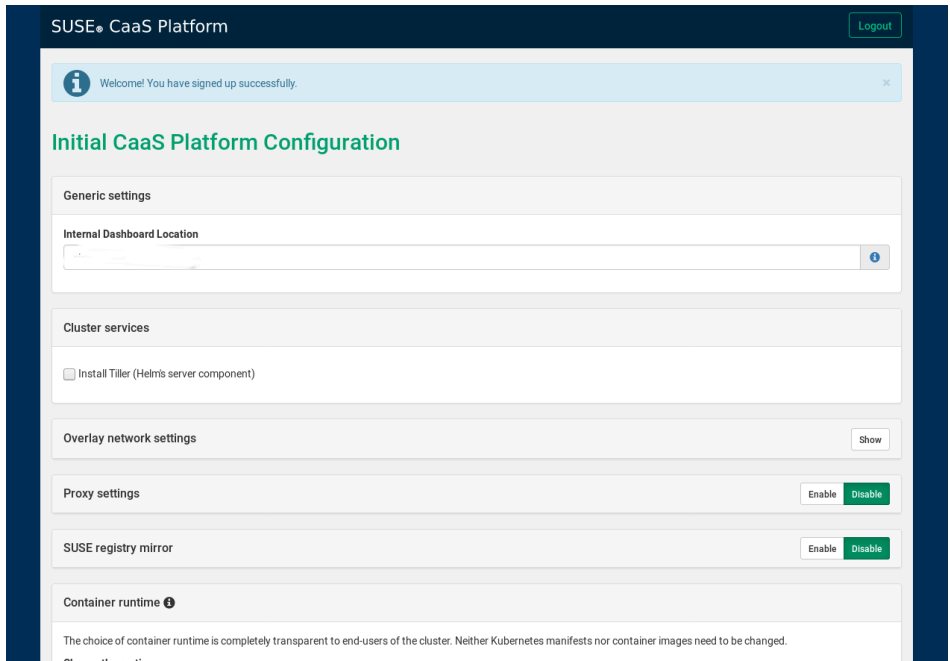 SUSE® CaaS Platform
Logout
Welcome! You have signed up successfully.
×
Initial CaaS Platform Configuration
Generic settings
Internal Dashboard Location
Cluster services
Install Tiller (Helm's server component)
Overlay network settings
Show
Proxy settings
Enable Disable
SUSE registry mirror
Enable Disable
Container runtime
The choice of container runtime is completely transparent to end-users of the cluster. Neither Kubernetes manifests nor container images need to be changed.